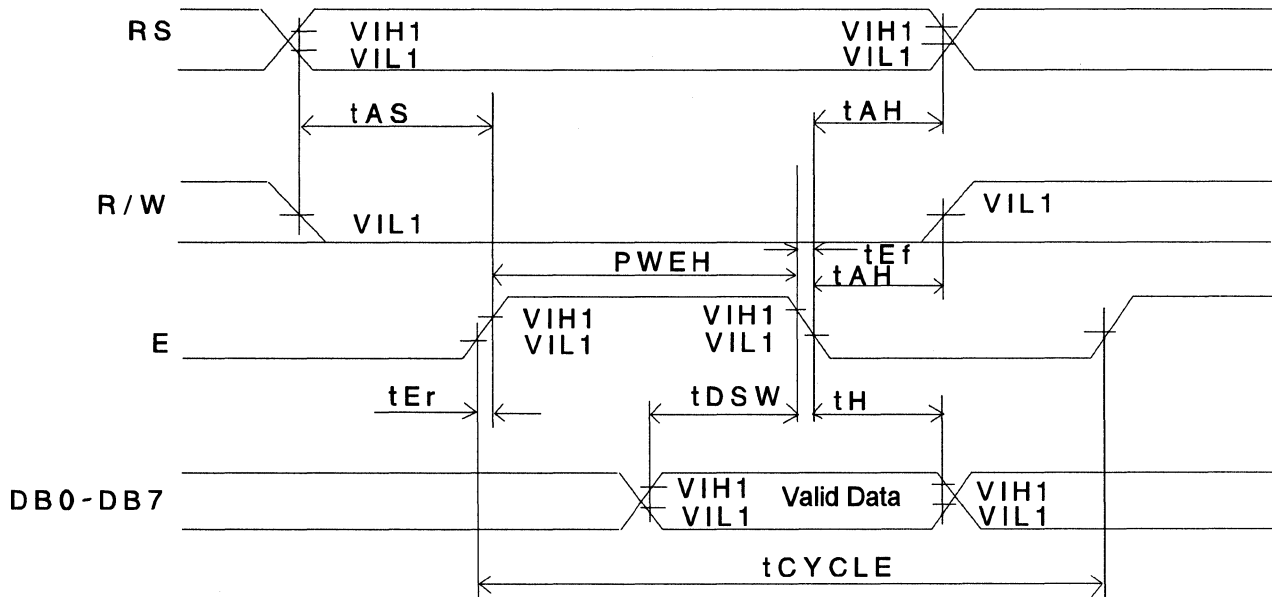 RS
VIH1
VIL1
VIH1
VIL1
tAS
tAH
R/W
VIL1
VIL1
PWEH
tEf
tAH
E
VIH1
VIL1
VIH1
VIL1
tEr
tDSW
tH
DB0-DB7
VIH1
VIL1
Valid Data
VIH1
VIL1
tCYCLE